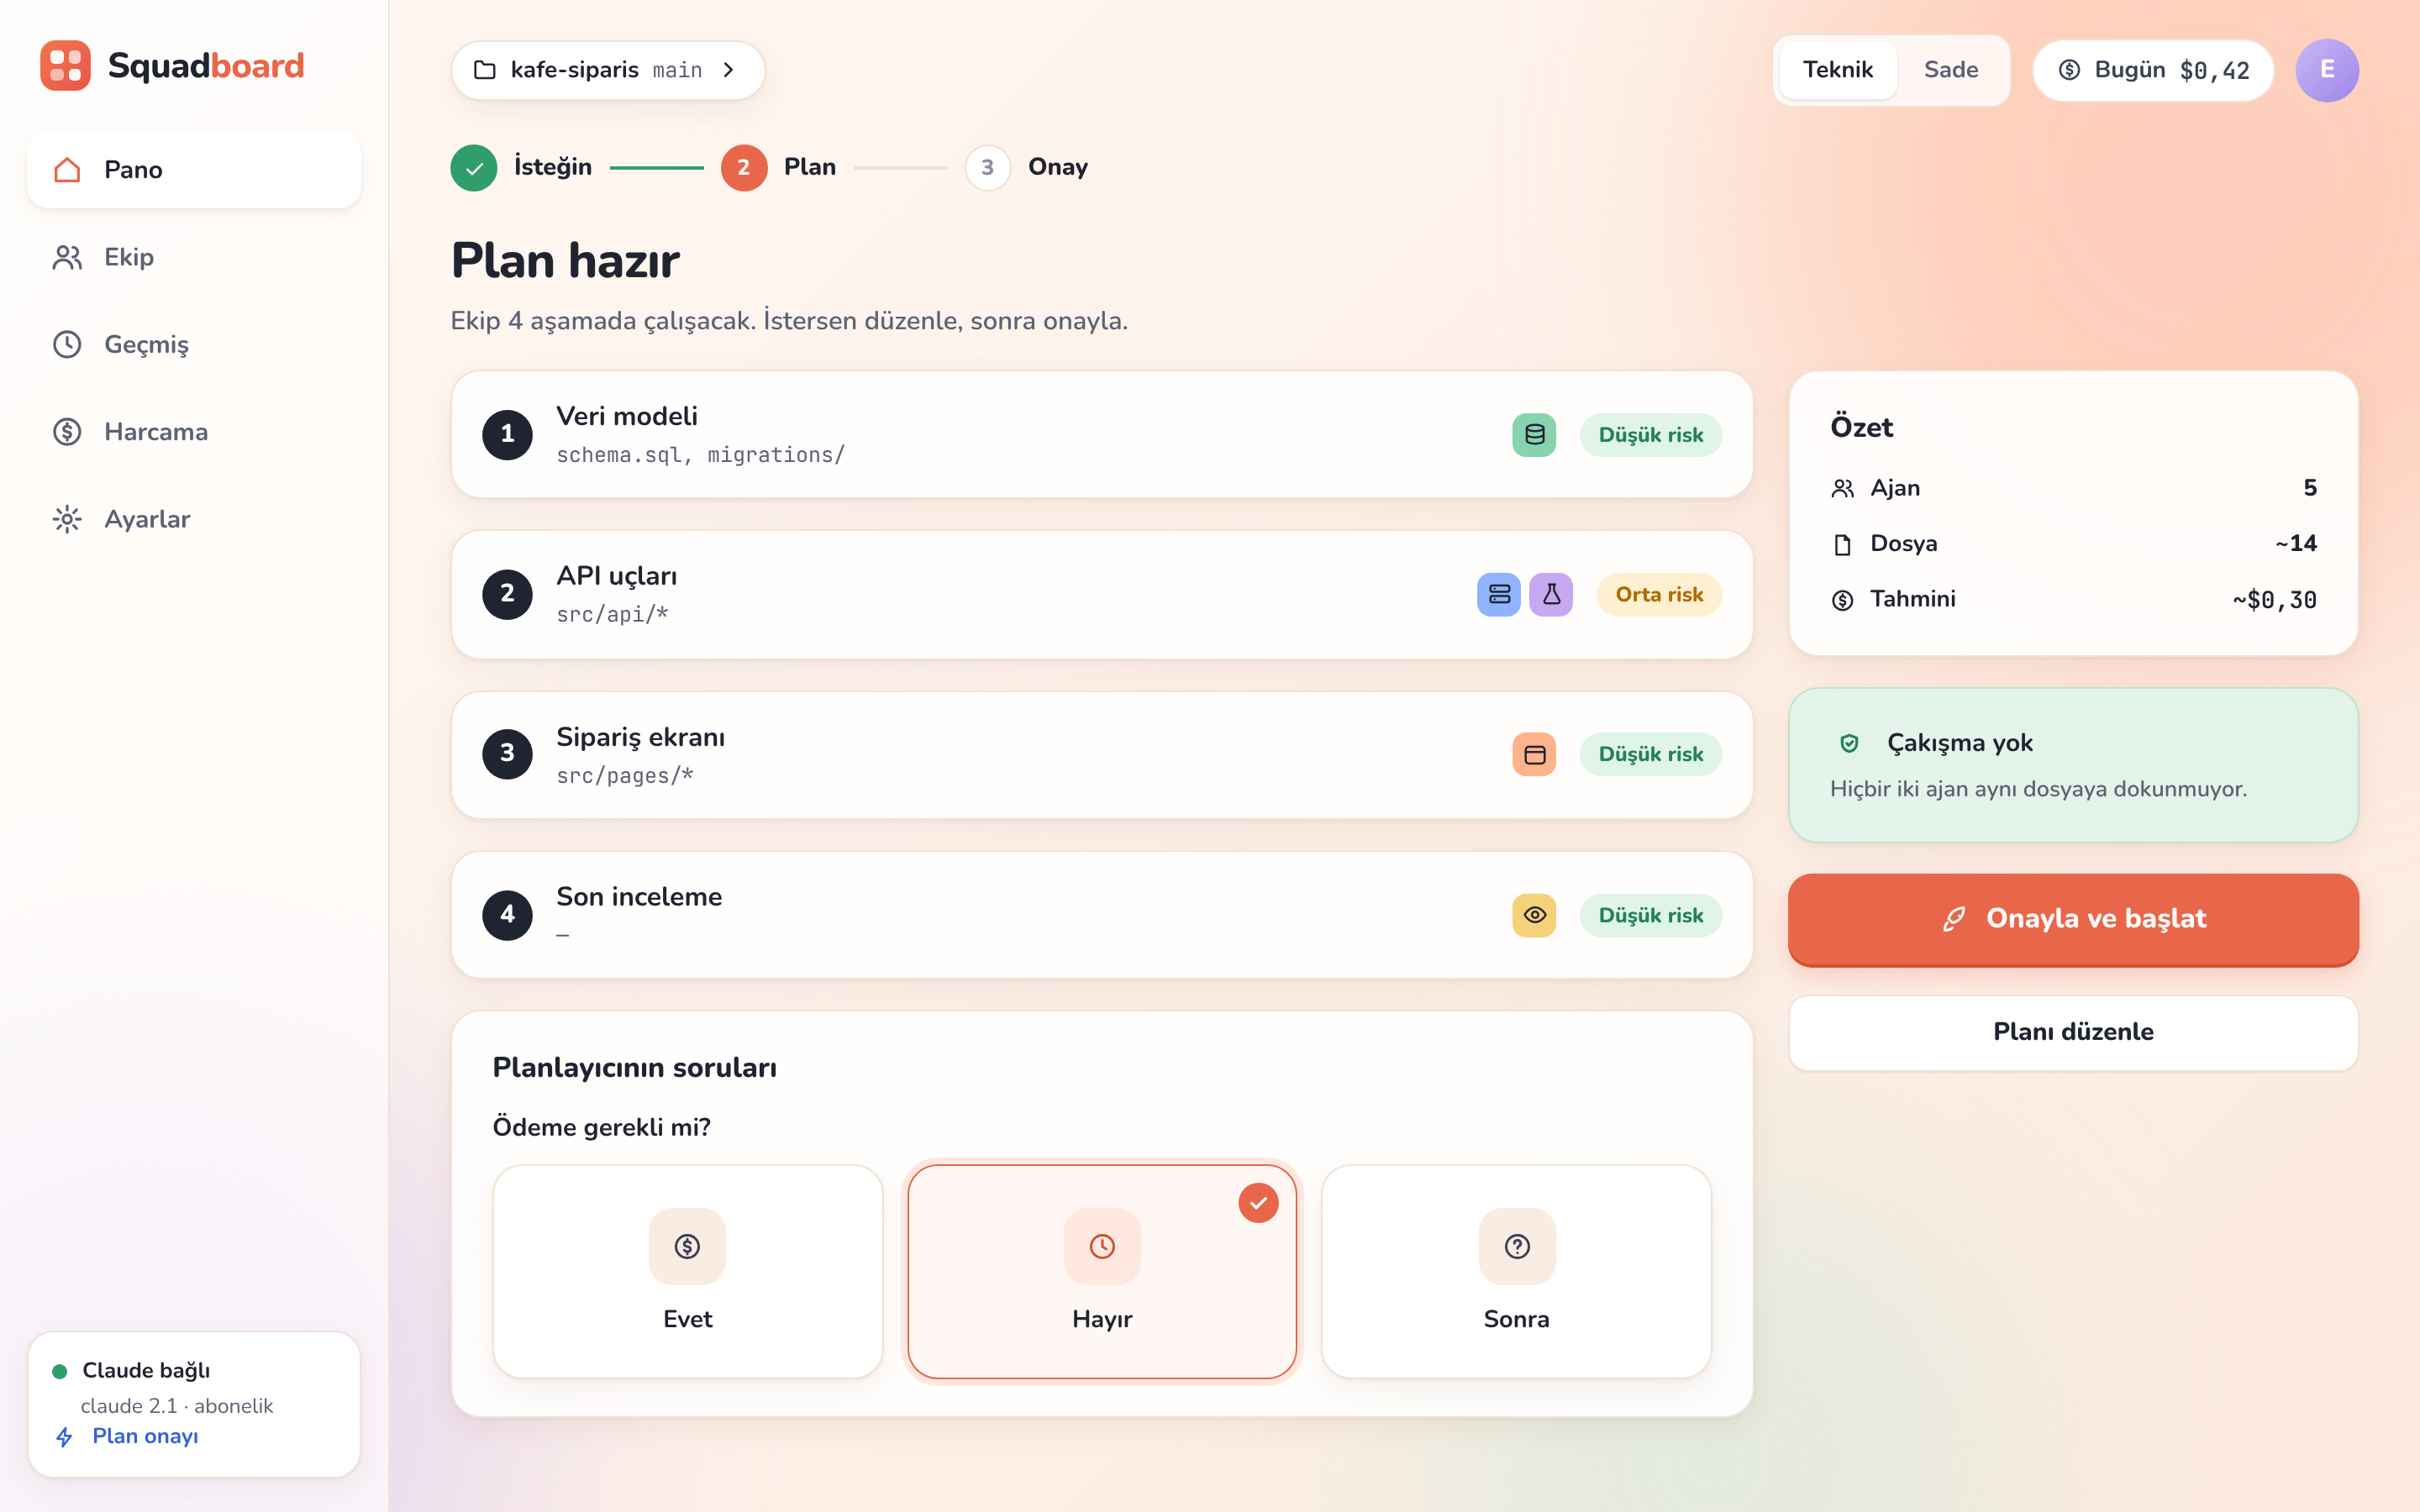 Squadboard
Pano
Ekip
Geçmiş
Harcama
Ayarlar
Claude bağlı
claude 2.1 · abonelik
Plan onayı
kafe-siparis main
Teknik Sade
Bugün $0,42
E
İsteğin 2 Plan 3 Onay
Plan hazır
Ekip 4 aşamada çalışacak. İstersen düzenle, sonra onayla.
1 Veri modeli Düşük risk
schema.sql, migrations/
2 API uçları Orta risk
src/api/*
3 Sipariş ekranı Düşük risk
src/pages/*
4 Son inceleme Düşük risk
—
Planlayıcının soruları
Ödeme gerekli mi?
Evet Hayır Sonra
Özet
Ajan 5
Dosya ~14
Tahmini ~$0,30
Çakışma yok
Hiçbir iki ajan aynı dosyaya dokunmuyor.
Onayla ve başlat
Planı düzenle